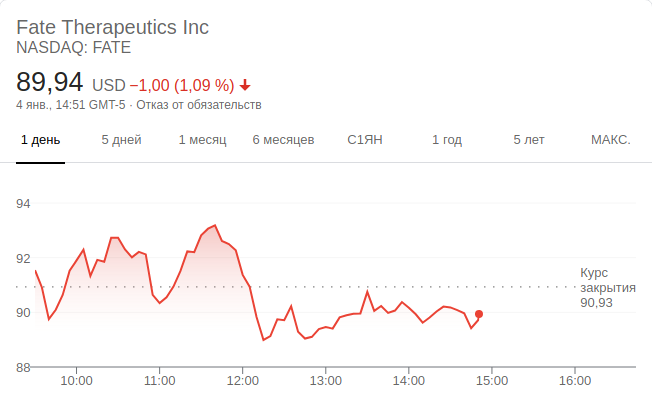 Fate Therapeutics Inc
NASDAQ: FATE
89,94 USD −1,00 (1,09 %)
4 янв., 14:51 GMT-5 · Отказ от обязательств
1 день 5 дней 1 месяц 6 месяцев С1ЯН 1 год 5 лет МАКС.
94
92
Курс
закрытия
90,93
90
88
10:00 11:00 12:00 13:00 14:00 15:00 16:00